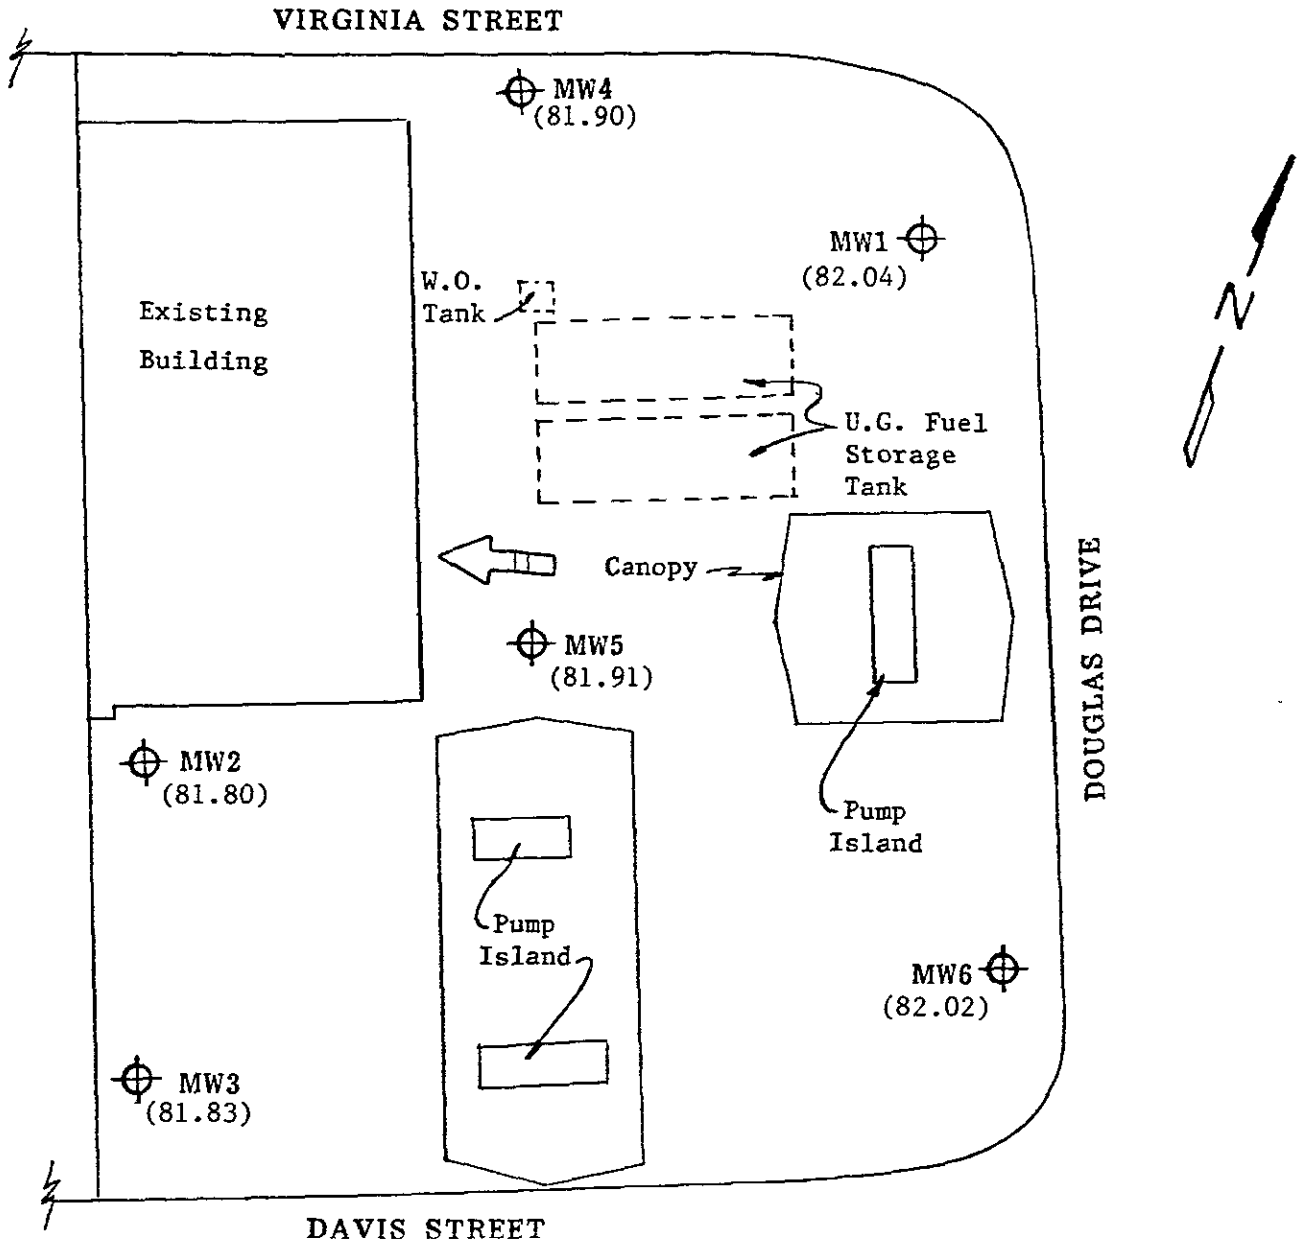 VIRGINIA STREET
MW4
(81.90)
MW1
(82.04)
W.O.
Tank
Existing
Building
N
U.G. Fuel
Storage
Tank
Canopy
DOUGLAS DRIVE
MW5
(81.91)
MW2
(81.80)
Pump
Island
Pump
Island
MW6
(82.02)
MW3
(81.83)
DAVIS STREET